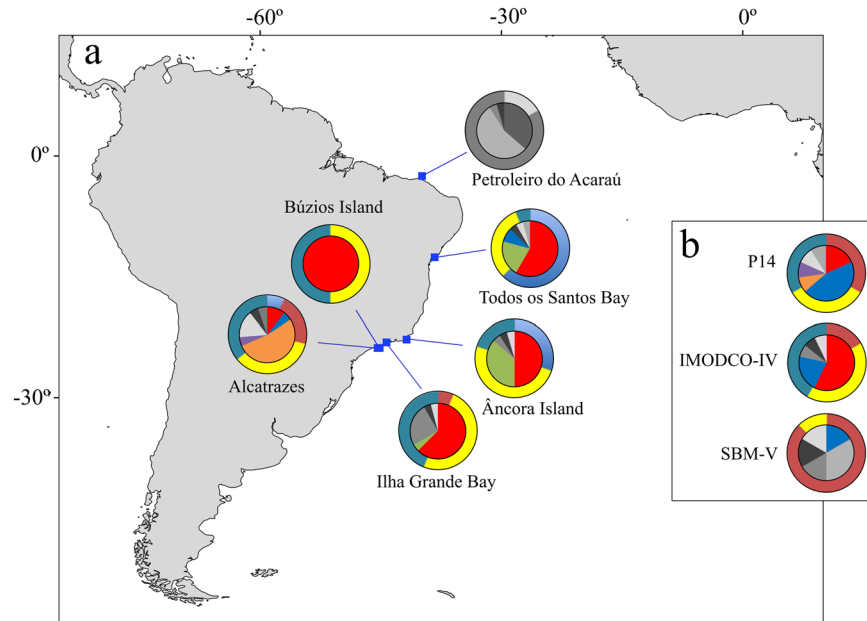 -60º
-30º
0º
a
0º
Petroleiro do Acaraú
Búzios Island
b
P14
Todos os Santos Bay
IMODCO-IV
Alcatrazes
-30º
Âncora Island
SBM-V
Ilha Grande Bay